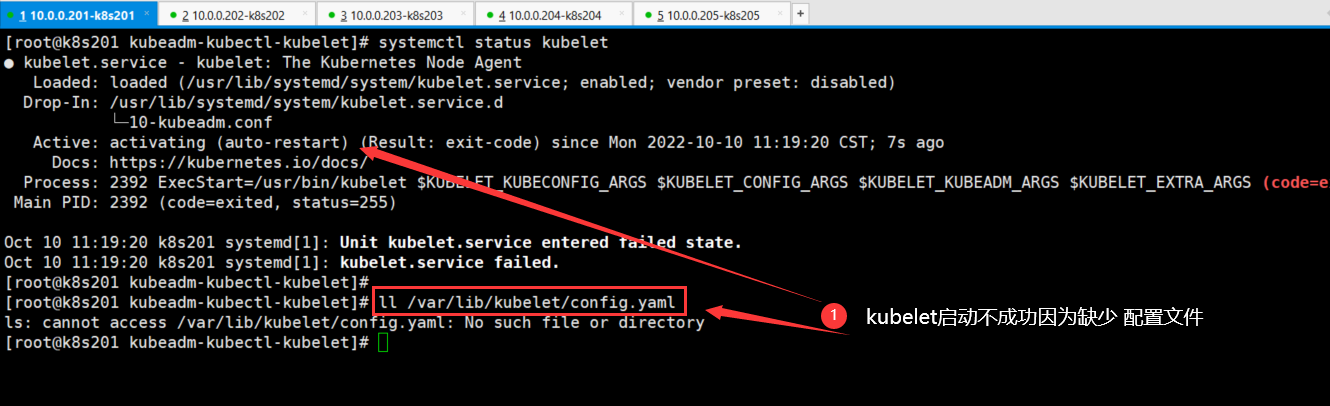 1 10.0.0.201-k8s201 × 2 10.0.0.202-k8s202 × 3 10.0.0.203-k8s203 × 4 10.0.0.204-k8s204 × 5 10.0.0.205-k8s205 × +
[root@k8s201 kubeadm-kubectl-kubelet]# systemctl status kubelet
● kubelet.service - kubelet: The Kubernetes Node Agent
Loaded: loaded (/usr/lib/systemd/system/kubelet.service; enabled; vendor preset: disabled)
Drop-In: /usr/lib/systemd/system/kubelet.service.d
└─10-kubeadm.conf
Active: activating (auto-restart) (Result: exit-code) since Mon 2022-10-10 11:19:20 CST; 7s ago
Docs: https://kubernetes.io/docs/
Process: 2392 ExecStart=/usr/bin/kubelet $KUBELET_KUBECONFIG_ARGS $KUBELET_CONFIG_ARGS $KUBELET_KUBEADM_ARGS $KUBELET_EXTRA_ARGS (code=e
Main PID: 2392 (code=exited, status=255)
Oct 10 11:19:20 k8s201 systemd[1]: Unit kubelet.service entered failed state.
Oct 10 11:19:20 k8s201 systemd[1]: kubelet.service failed.
[root@k8s201 kubeadm-kubectl-kubelet]#
[root@k8s201 kubeadm-kubectl-kubelet]# ll /var/lib/kubelet/config.yaml
ls: cannot access /var/lib/kubelet/config.yaml: No such file or directory
[root@k8s201 kubeadm-kubectl-kubelet]#
1 kubelet启动不成功因为缺少 配置文件